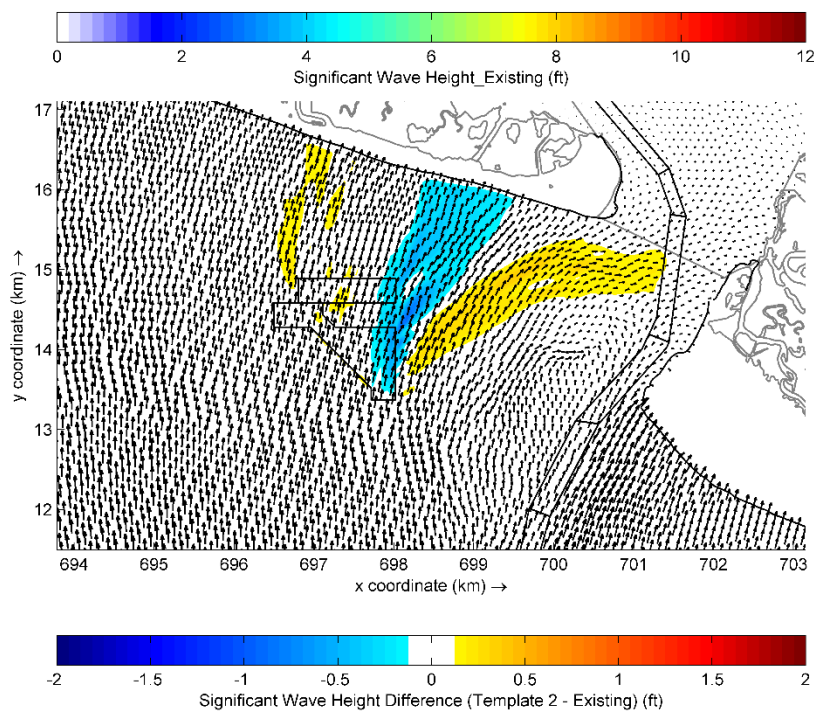 0 2 4 6 8 10 12
Significant Wave Height_Existing (ft)
17
16
15
14
13
12
y coordinate (km) →
694 695 696 697 698 699 700 701 702 703
x coordinate (km) →
-2 -1.5 -1 -0.5 0 0.5 1 1.5 2
Significant Wave Height Difference (Template 2 - Existing) (ft)